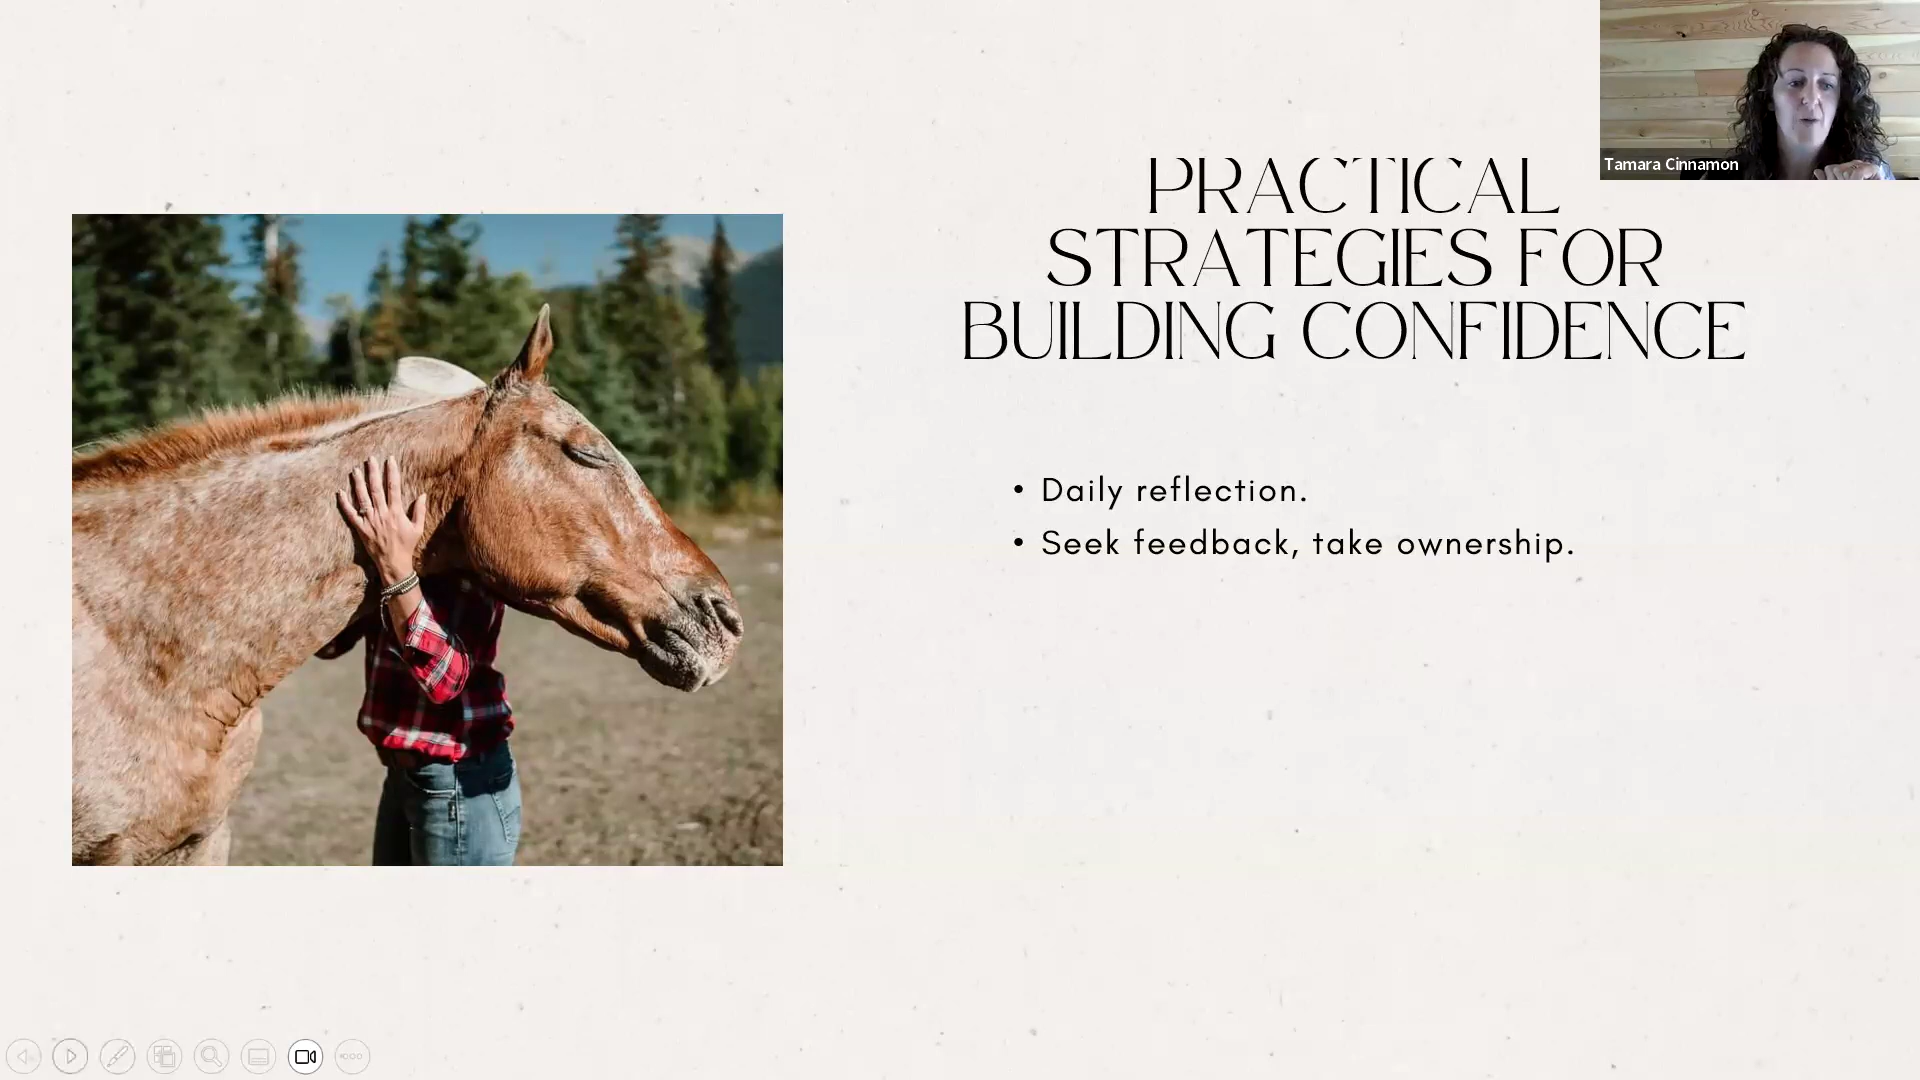 Tamara Cinnamon
PRACTICAL
STRATEGIES FOR
BUILDING CONFIDENCE
• Daily reflection.
• Seek feedback, take ownership.